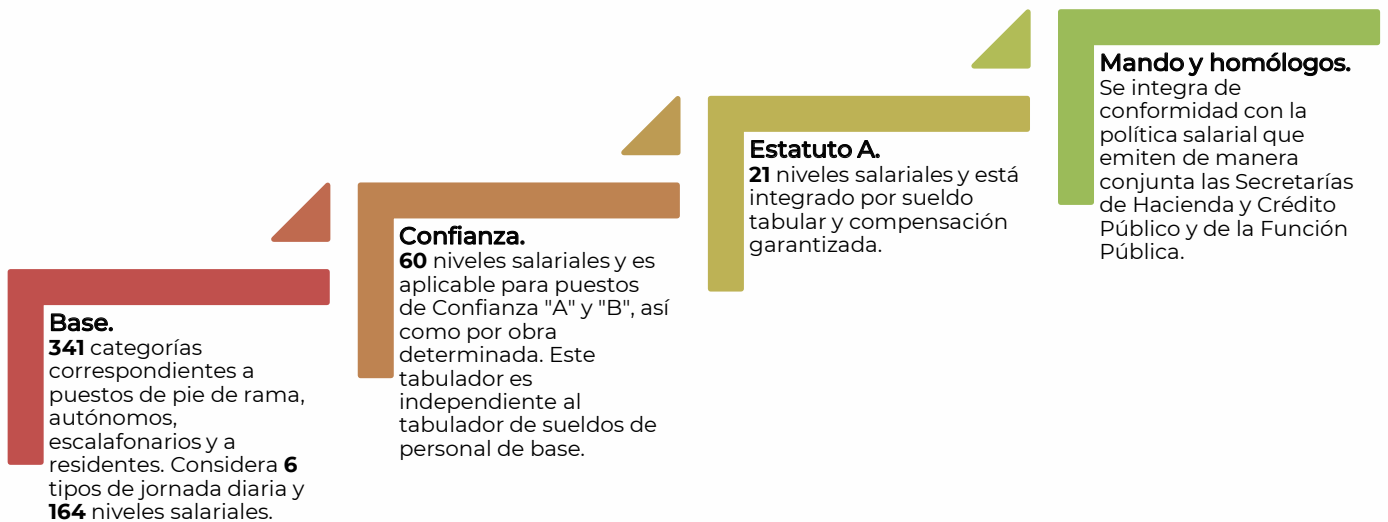 Base.
341 categorías
correspondientes a
puestos de pie de rama,
autónomos,
escalafonarios y a
residentes. Considera 6
tipos de jornada diaria y
164 niveles salariales.
Confianza.
60 niveles salariales y es
aplicable para puestos
de Confianza "A" y "B", así
como por obra
determinada. Este
tabulador es
independiente al
tabulador de sueldos de
personal de base.
Estatuto A.
21 niveles salariales y está
integrado por sueldo
tabular y compensación
garantizada.
Mando y homólogos.
Se integra de
conformidad con la
política salarial que
emiten de manera
conjunta las Secretarías
de Hacienda y Crédito
Público y de la Función
Pública.